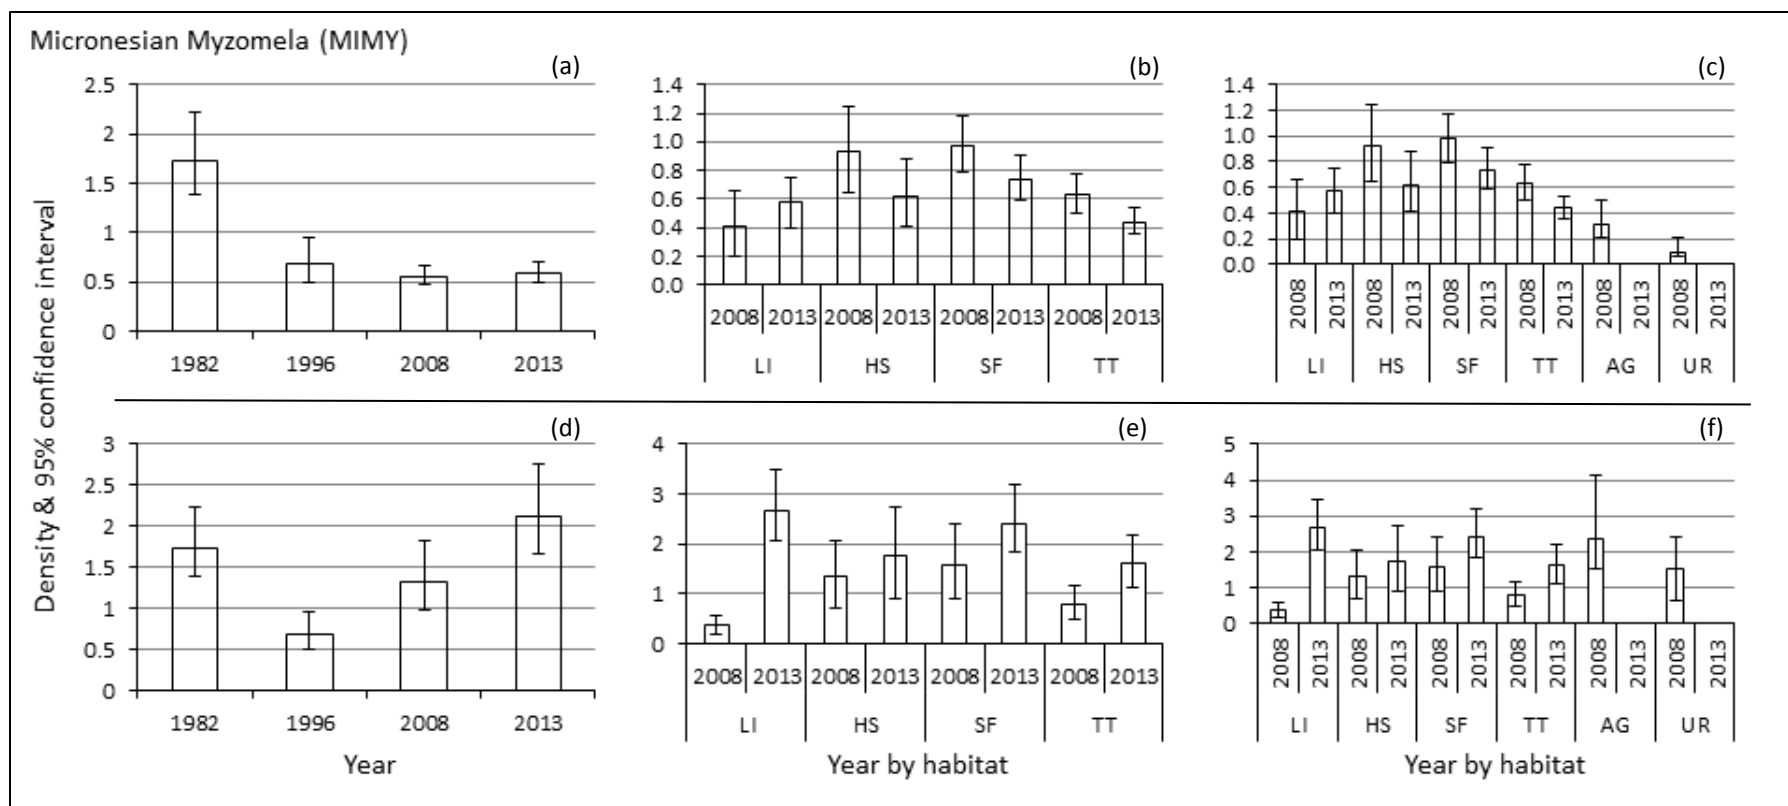 Micronesian Myzomela (MIMY)
Density & 95% confidence interval
(a)
2.5
2
1.5
1
0.5
0
1982 1996 2008 2013
(b)
1.4
1.2
1.0
0.8
0.6
0.4
0.2
0.0
2008 2013 2008 2013 2008 2013 2008 2013
LI HS SF TT
(c)
1.4
1.2
1.0
0.8
0.6
0.4
0.2
0.0
2008 2013 2008 2013 2008 2013 2008 2013 2008 2013 2008 2013
LI HS SF TT AG UR
(d)
3
2.5
2
1.5
1
0.5
0
1982 1996 2008 2013
Year
(e)
4
3
2
1
0
2008 2013 2008 2013 2008 2013 2008 2013
LI HS SF TT
Year by habitat
(f)
5
4
3
2
1
0
2008 2013 2008 2013 2008 2013 2008 2013 2008 2013 2008 2013
LI HS SF TT AG UR
Year by habitat